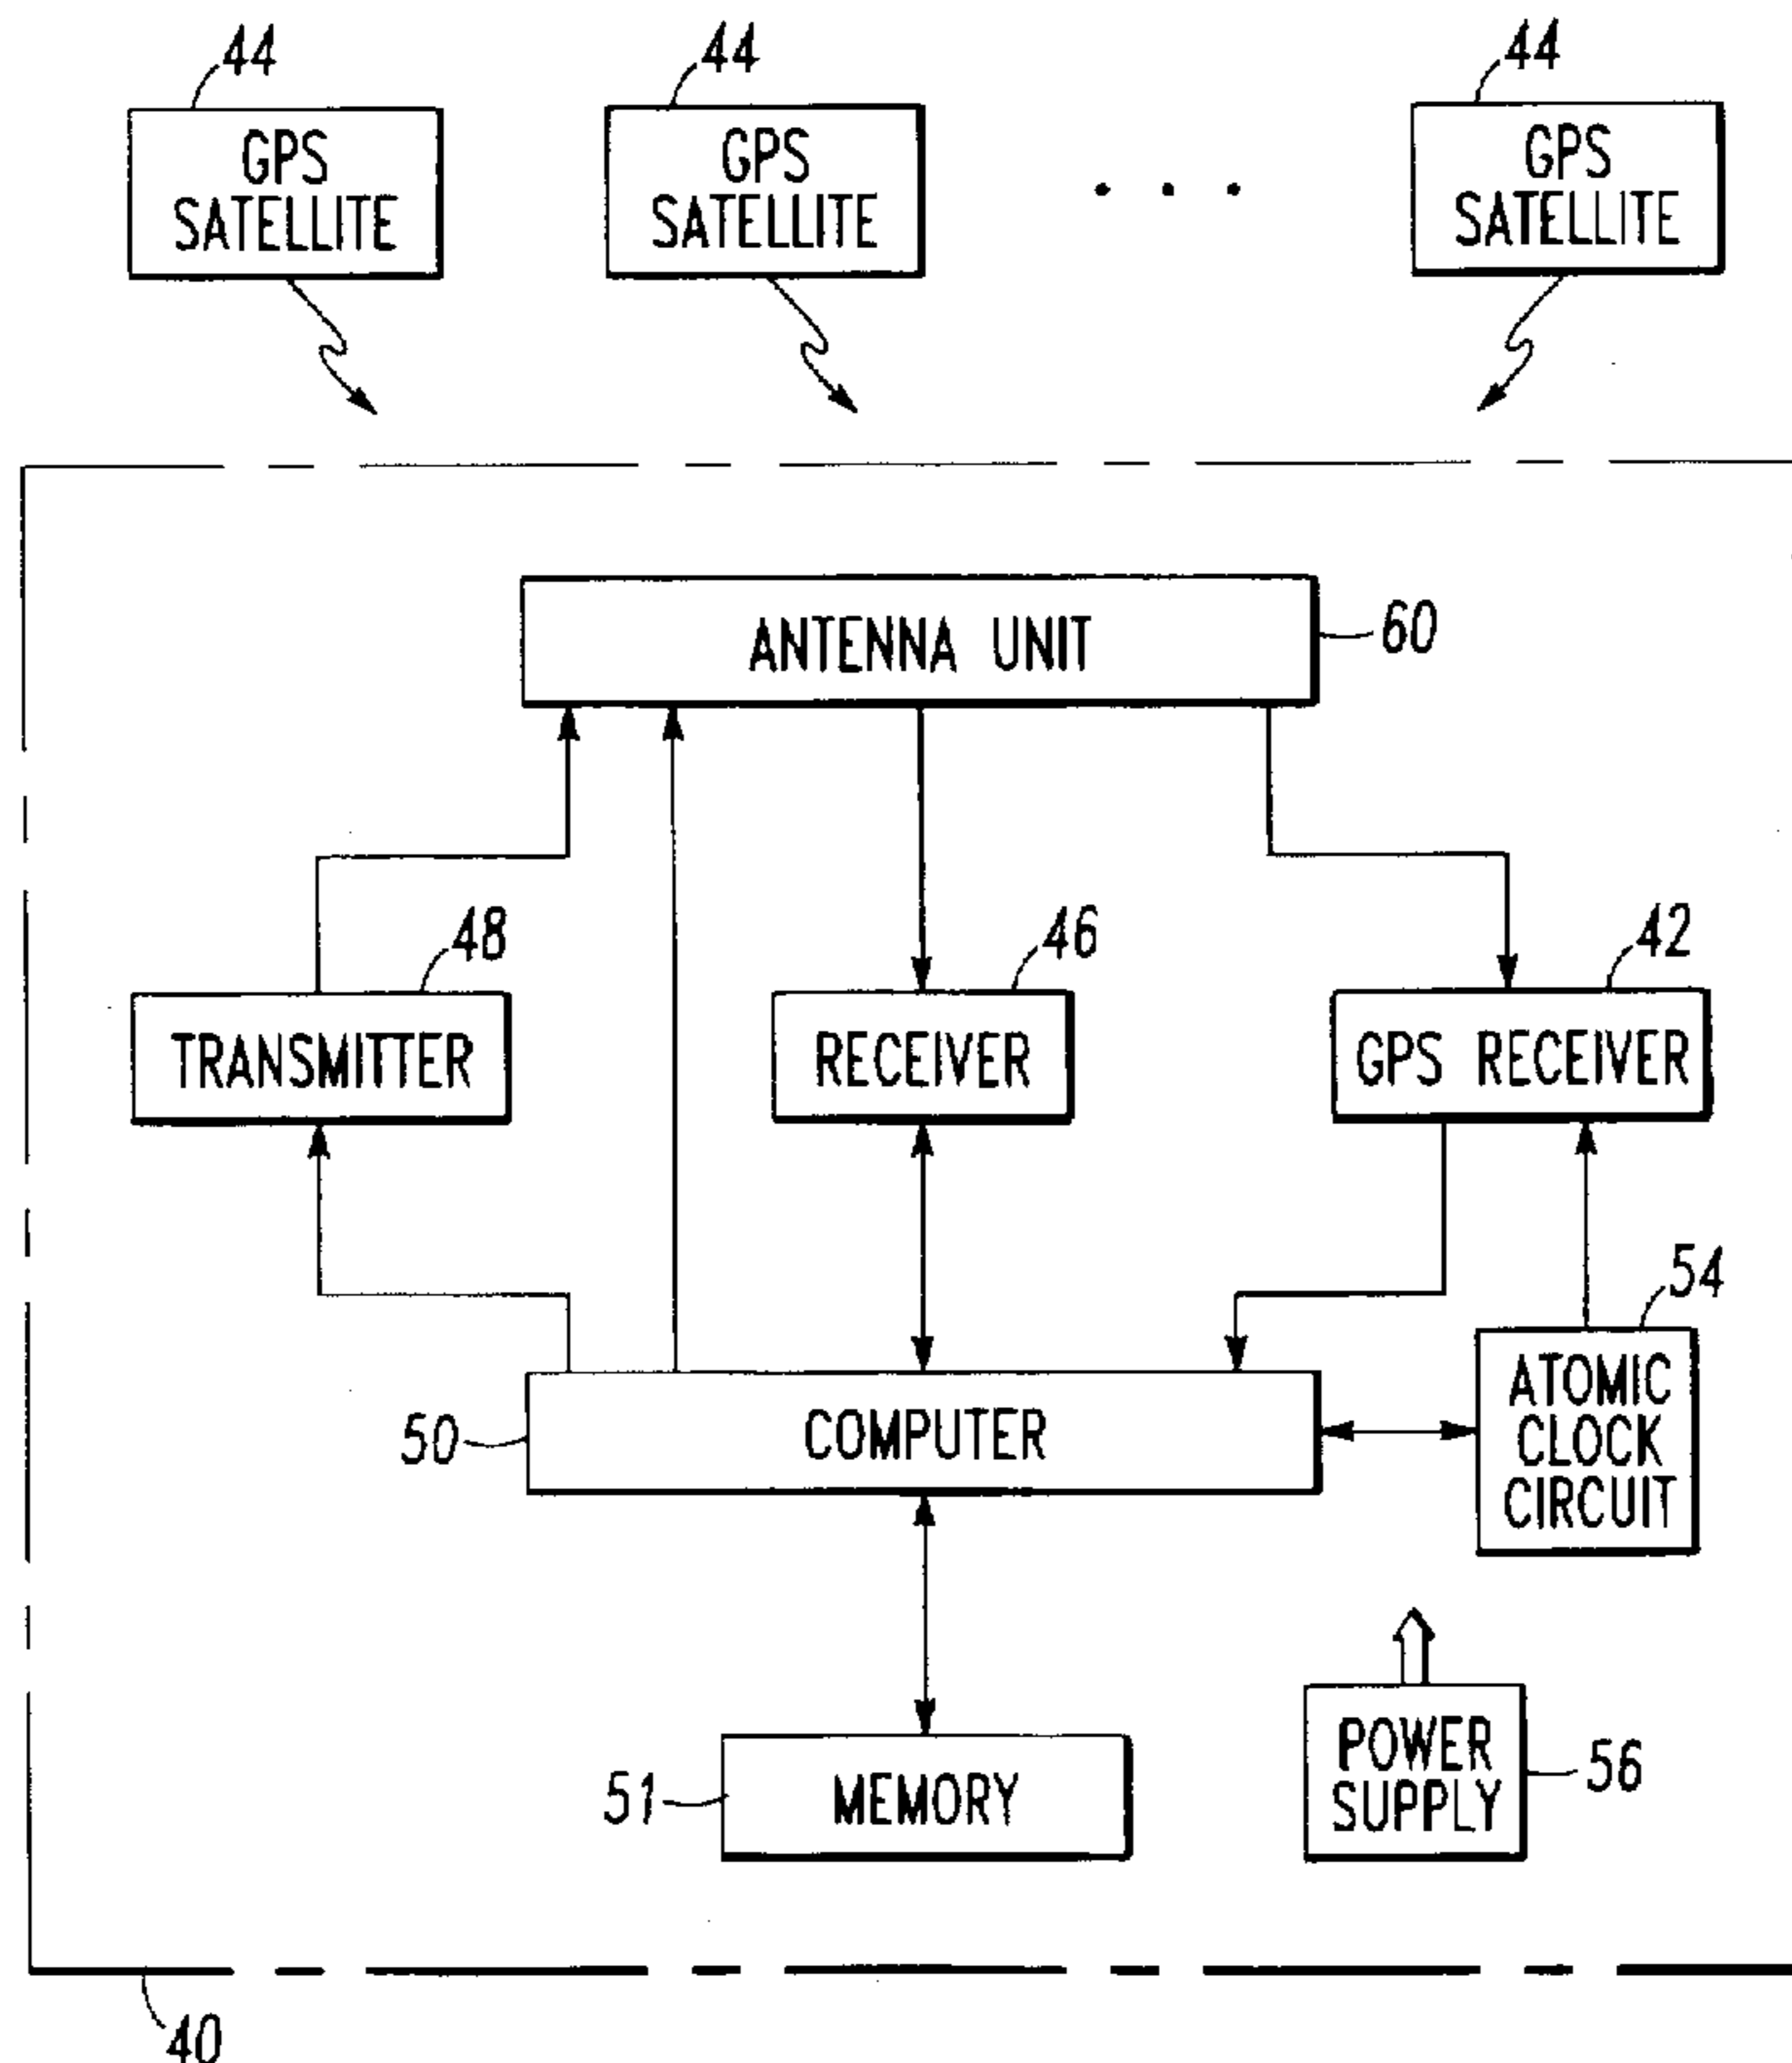 44
44
44
GPS
SATELLITE
GPS
SATELLITE
. . .
GPS
SATELLITE
ANTENNA UNIT
60
48
46
42
TRANSMITTER
RECEIVER
GPS RECEIVER
54
50
COMPUTER
ATOMIC
CLOCK
CIRCUIT
51
MEMORY
POWER
SUPPLY
56
40